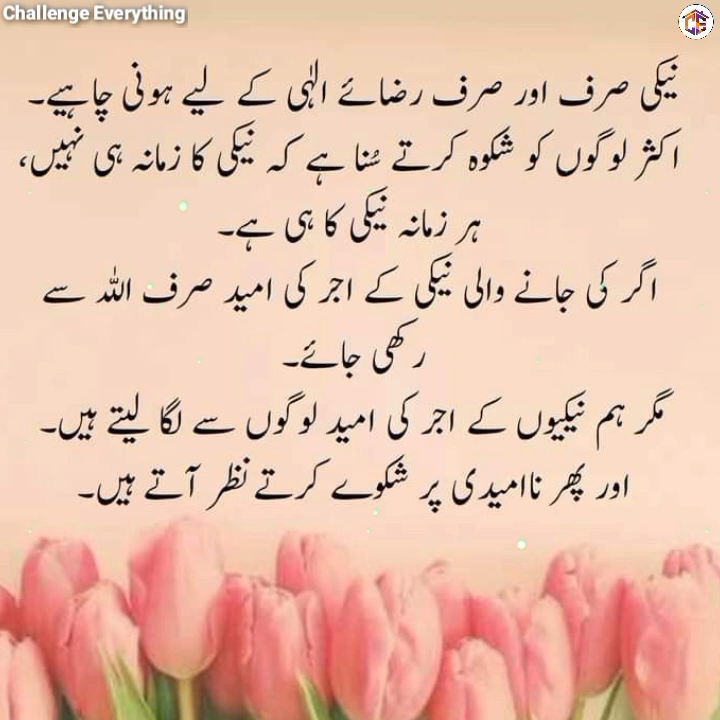 Challenge Everything
نیکی صرف اور صرف رضائے الٰہی کے لیے ہونی چاہیے۔
اکثر لوگوں کو شکوہ کرتے سُنا ہے کہ نیکی کا زمانہ ہی نہیں،
ہر زمانہ نیکی کا ہی ہے۔
اگر کی جانے والی نیکی کے اجر کی امید صرف اللہ سے
رکھی جائے۔
مگر ہم نیکیوں کے اجر کی امید لوگوں سے لگا لیتے ہیں۔
اور پھر ناامیدی پر شکوے کرتے نظر آتے ہیں۔